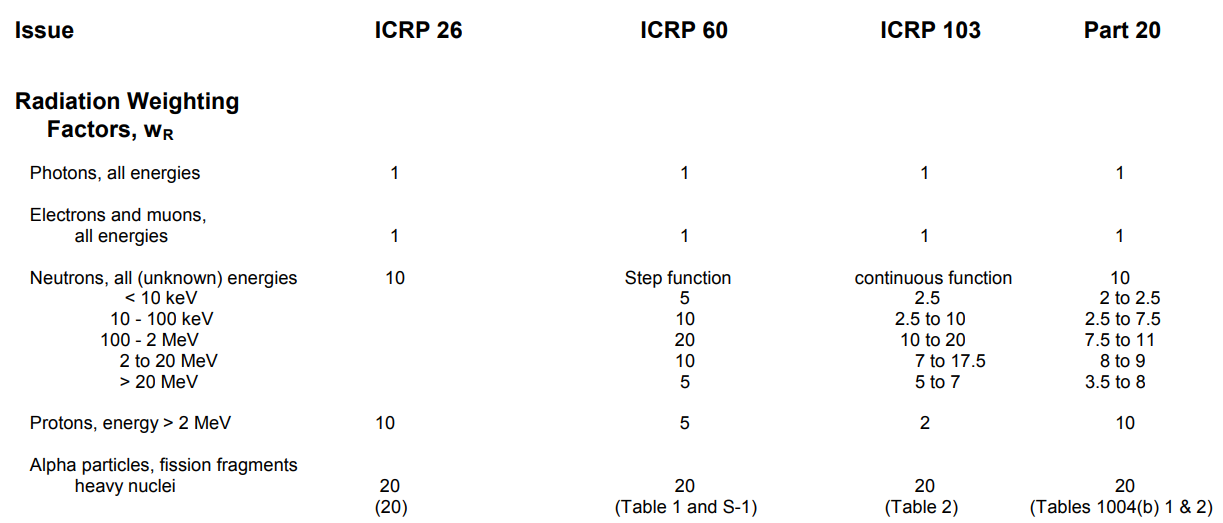 Issue ICRP 26 ICRP 60 ICRP 103 Part 20
Radiation Weighting
Factors, wR
Photons, all energies 1 1 1 1
Electrons and muons,
all energies 1 1 1 1
Neutrons, all (unknown) energies 10 Step function continuous function 10
< 10 keV 5 2.5 2 to 2.5
10 - 100 keV 10 2.5 to 10 2.5 to 7.5
100 - 2 MeV 20 10 to 20 7.5 to 11
2 to 20 MeV 10 7 to 17.5 8 to 9
> 20 MeV 5 5 to 7 3.5 to 8
Protons, energy > 2 MeV 10 5 2 10
Alpha particles, fission fragments
heavy nuclei 20 20 20 20
(20) (Table 1 and S-1) (Table 2) (Tables 1004(b) 1 & 2)